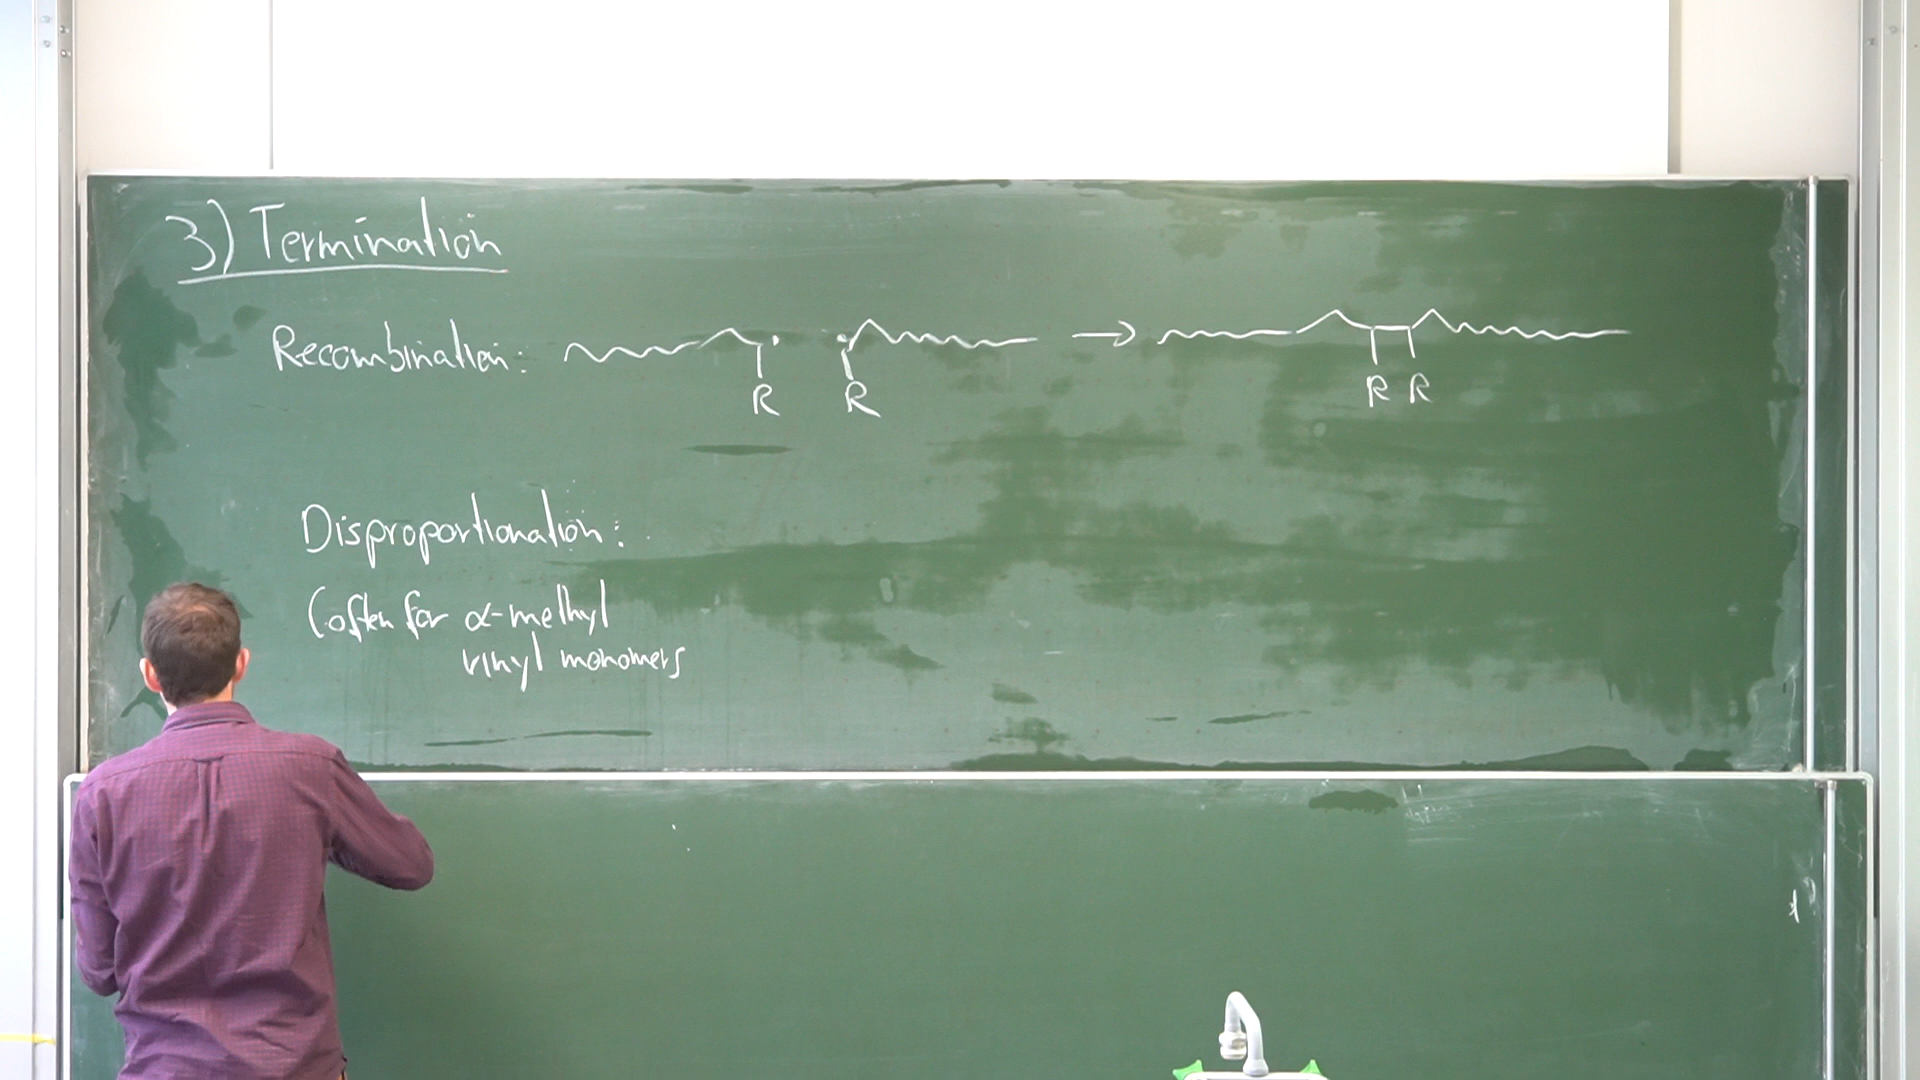 3) Termination
Recombination:
R R R R
Disproportionation:
(often for α-methyl
vinyl monomers